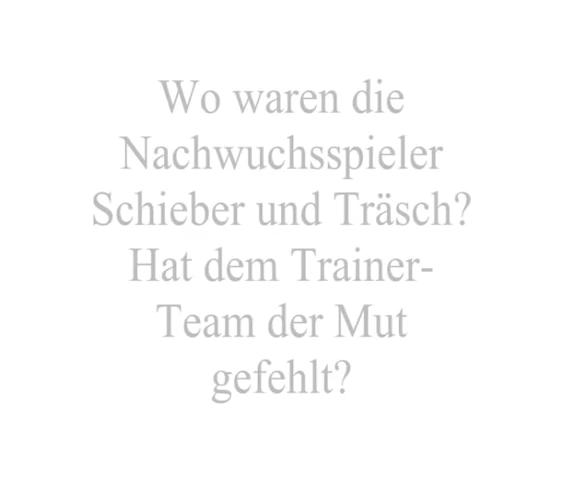 Wo waren die
Nachwuchsspieler
Schieber und Träsch?
Hat dem Trainer-
Team der Mut
gefehlt?